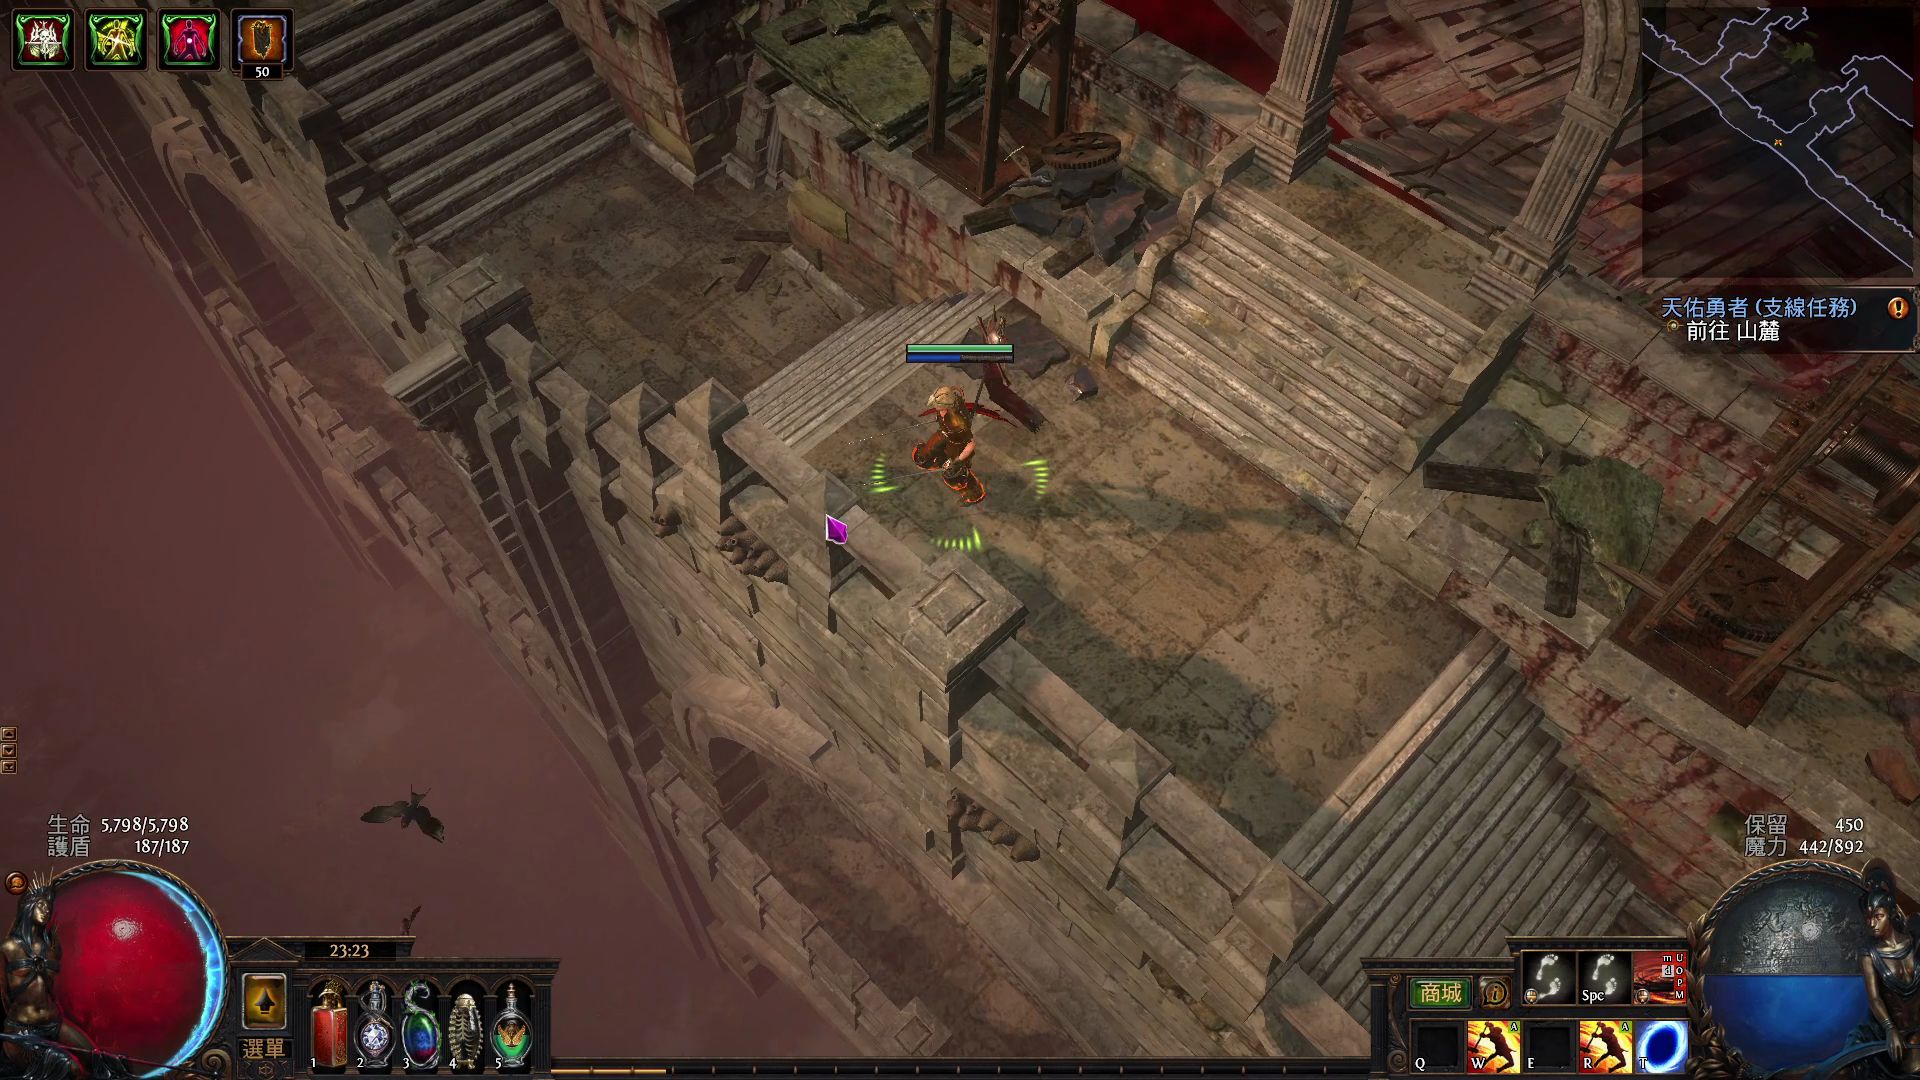 50
天佑勇者 (支線任務)
前往 山麓
生命 5,798/5,798
護盾 187/187
保留 450
魔力 442/892
23:23
選單
1 2 3 4 5
商城
Spc
m U
d O
P
M
Q W A E R A T